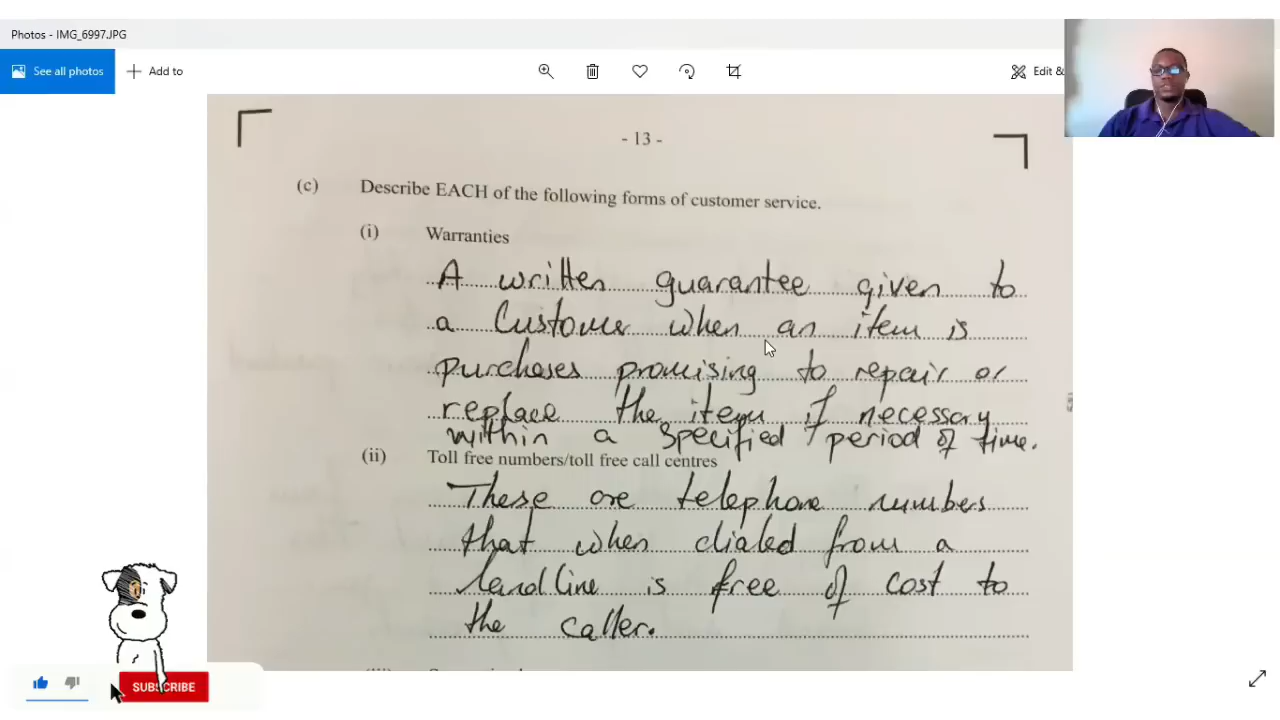 Photos - IMG_6997.JPG
See all photos
Add to
Edit &
- 13 -
(c) Describe EACH of the following forms of customer service.
(i) Warranties
A written guarantee given to
a Customer when an item is
purchases promising to repair or
replace the item if necessary
within a specified period of time.
(ii) Toll free numbers/toll free call centres
These are telephone numbers
that when dialed from a
landline is free of cost to
the caller.
SUBSCRIBE